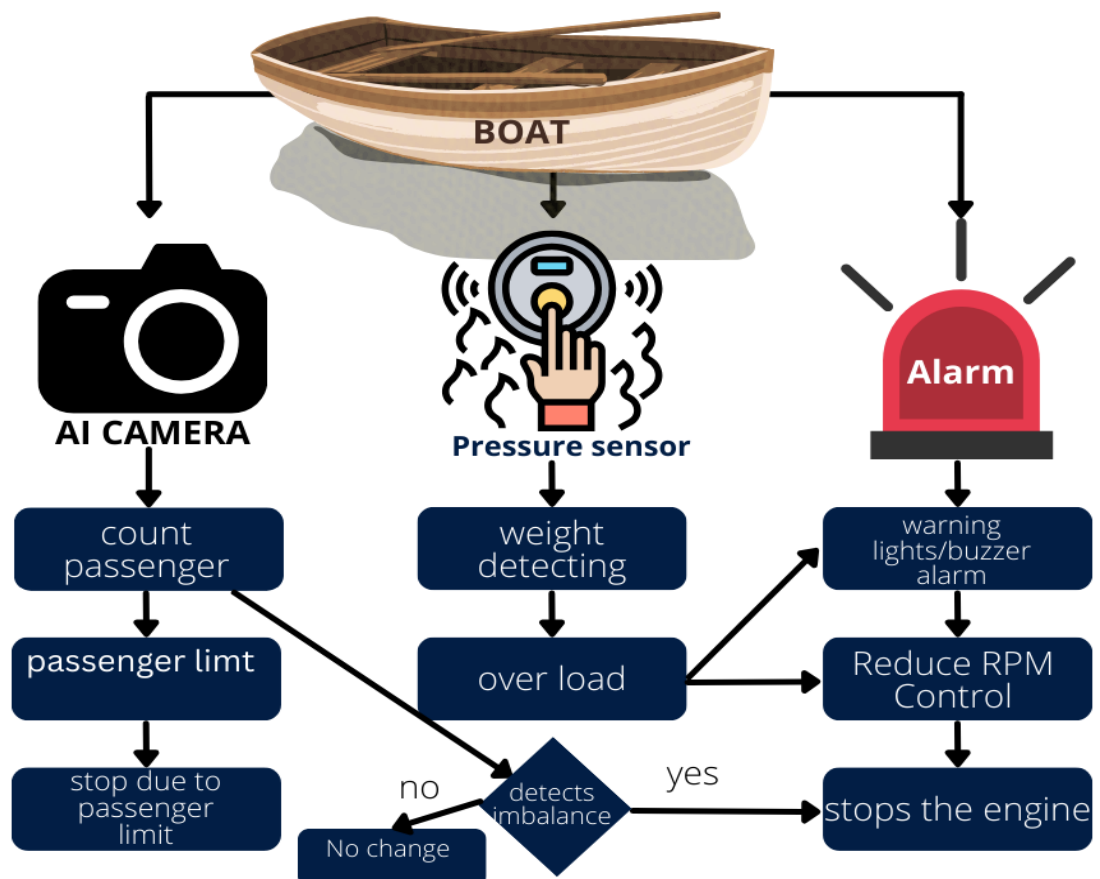 BOAT
AI CAMERA
Pressure sensor
Alarm
count
passenger
weight
detecting
warning
lights/buzzer
alarm
passenger limt
over load
Reduce RPM
Control
stop due to
passenger
limit
no
detects
imbalance
yes
stops the engine
No change